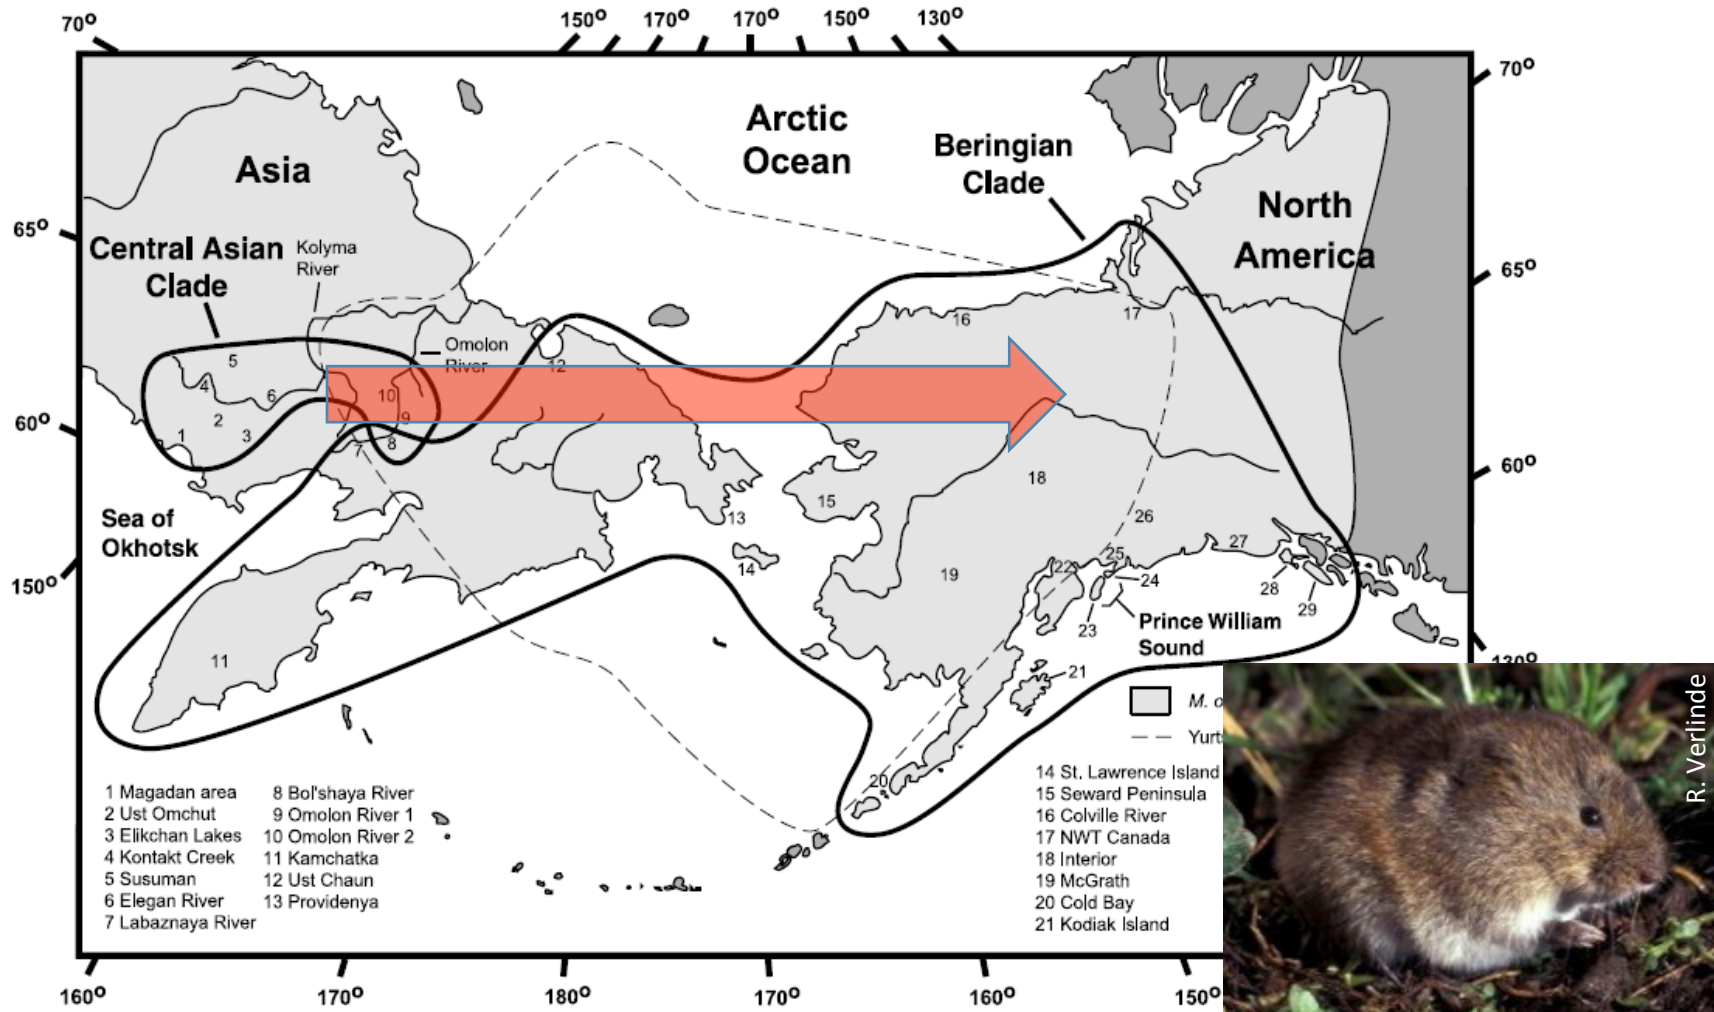 70°
150°
170°
170°
150°
130°
70°
65°
60°
150°
65°
60°
130°
Arctic
Ocean
Asia
Beringian
Clade
North
America
Central Asian
Clade
Kolyma
River
Omolon
River
Sea of
Okhotsk
Prince William
Sound
1
2
3
4
5
6
7
8
9
10
11
12
13
14
15
16
17
18
19
20
21
22
23
24
25
26
27
28
29
M. o
Yurts
1 Magadan area
2 Ust Omchut
3 Elikchan Lakes
4 Kontakt Creek
5 Susuman
6 Elegan River
7 Labaznaya River
8 Bol'shaya River
9 Omolon River 1
10 Omolon River 2
11 Kamchatka
12 Ust Chaun
13 Providenya
14 St. Lawrence Island
15 Seward Peninsula
16 Colville River
17 NWT Canada
18 Interior
19 McGrath
20 Cold Bay
21 Kodiak Island
160°
170°
180°
170°
160°
150°
R. Verlinde